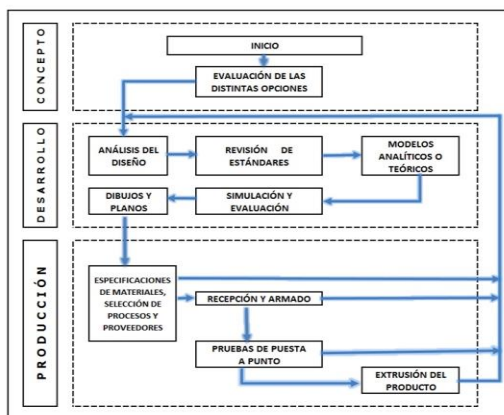 CONCEPTO
INICIO
EVALUACIÓN DE LAS
DISTINTAS OPCIONES
DESARROLLO
ANÁLISIS DEL
DISEÑO
REVISIÓN DE
ESTÁNDARES
MODELOS
ANALÍTICOS O
TEÓRICOS
DIBUJOS Y
PLANOS
SIMULACIÓN Y
EVALUACIÓN
PRODUCCIÓN
ESPECIFICACIONES
DE MATERIALES,
SELECCIÓN DE
PROCESOS Y
PROVEEDORES
RECEPCIÓN Y ARMADO
PRUEBAS DE PUESTA
A PUNTO
EXTRUSIÓN DEL
PRODUCTO